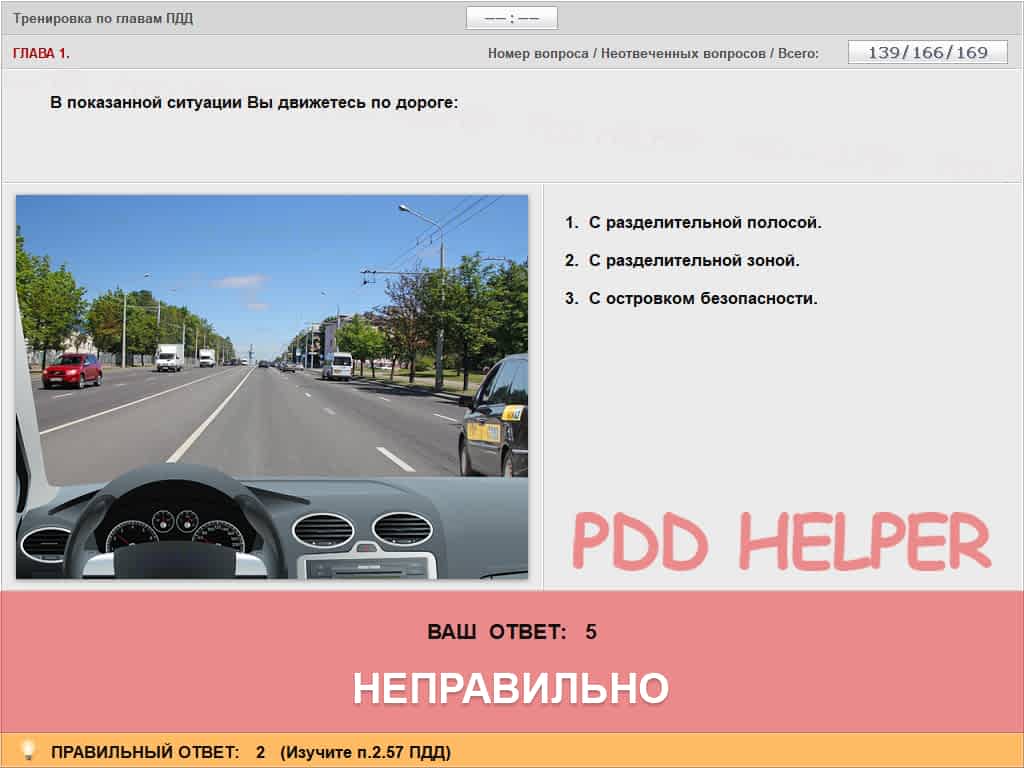 Тренировка по главам ПДД
–– : ––
ГЛАВА 1.
Номер вопроса / Неотвеченных вопросов / Всего:
139/166/169
В показанной ситуации Вы движетесь по дороге:
1. С разделительной полосой.
2. С разделительной зоной.
3. С островком безопасности.
PDD HELPER
ВАШ ОТВЕТ: 5
НЕПРАВИЛЬНО
ПРАВИЛЬНЫЙ ОТВЕТ: 2 (Изучите п.2.57 ПДД)